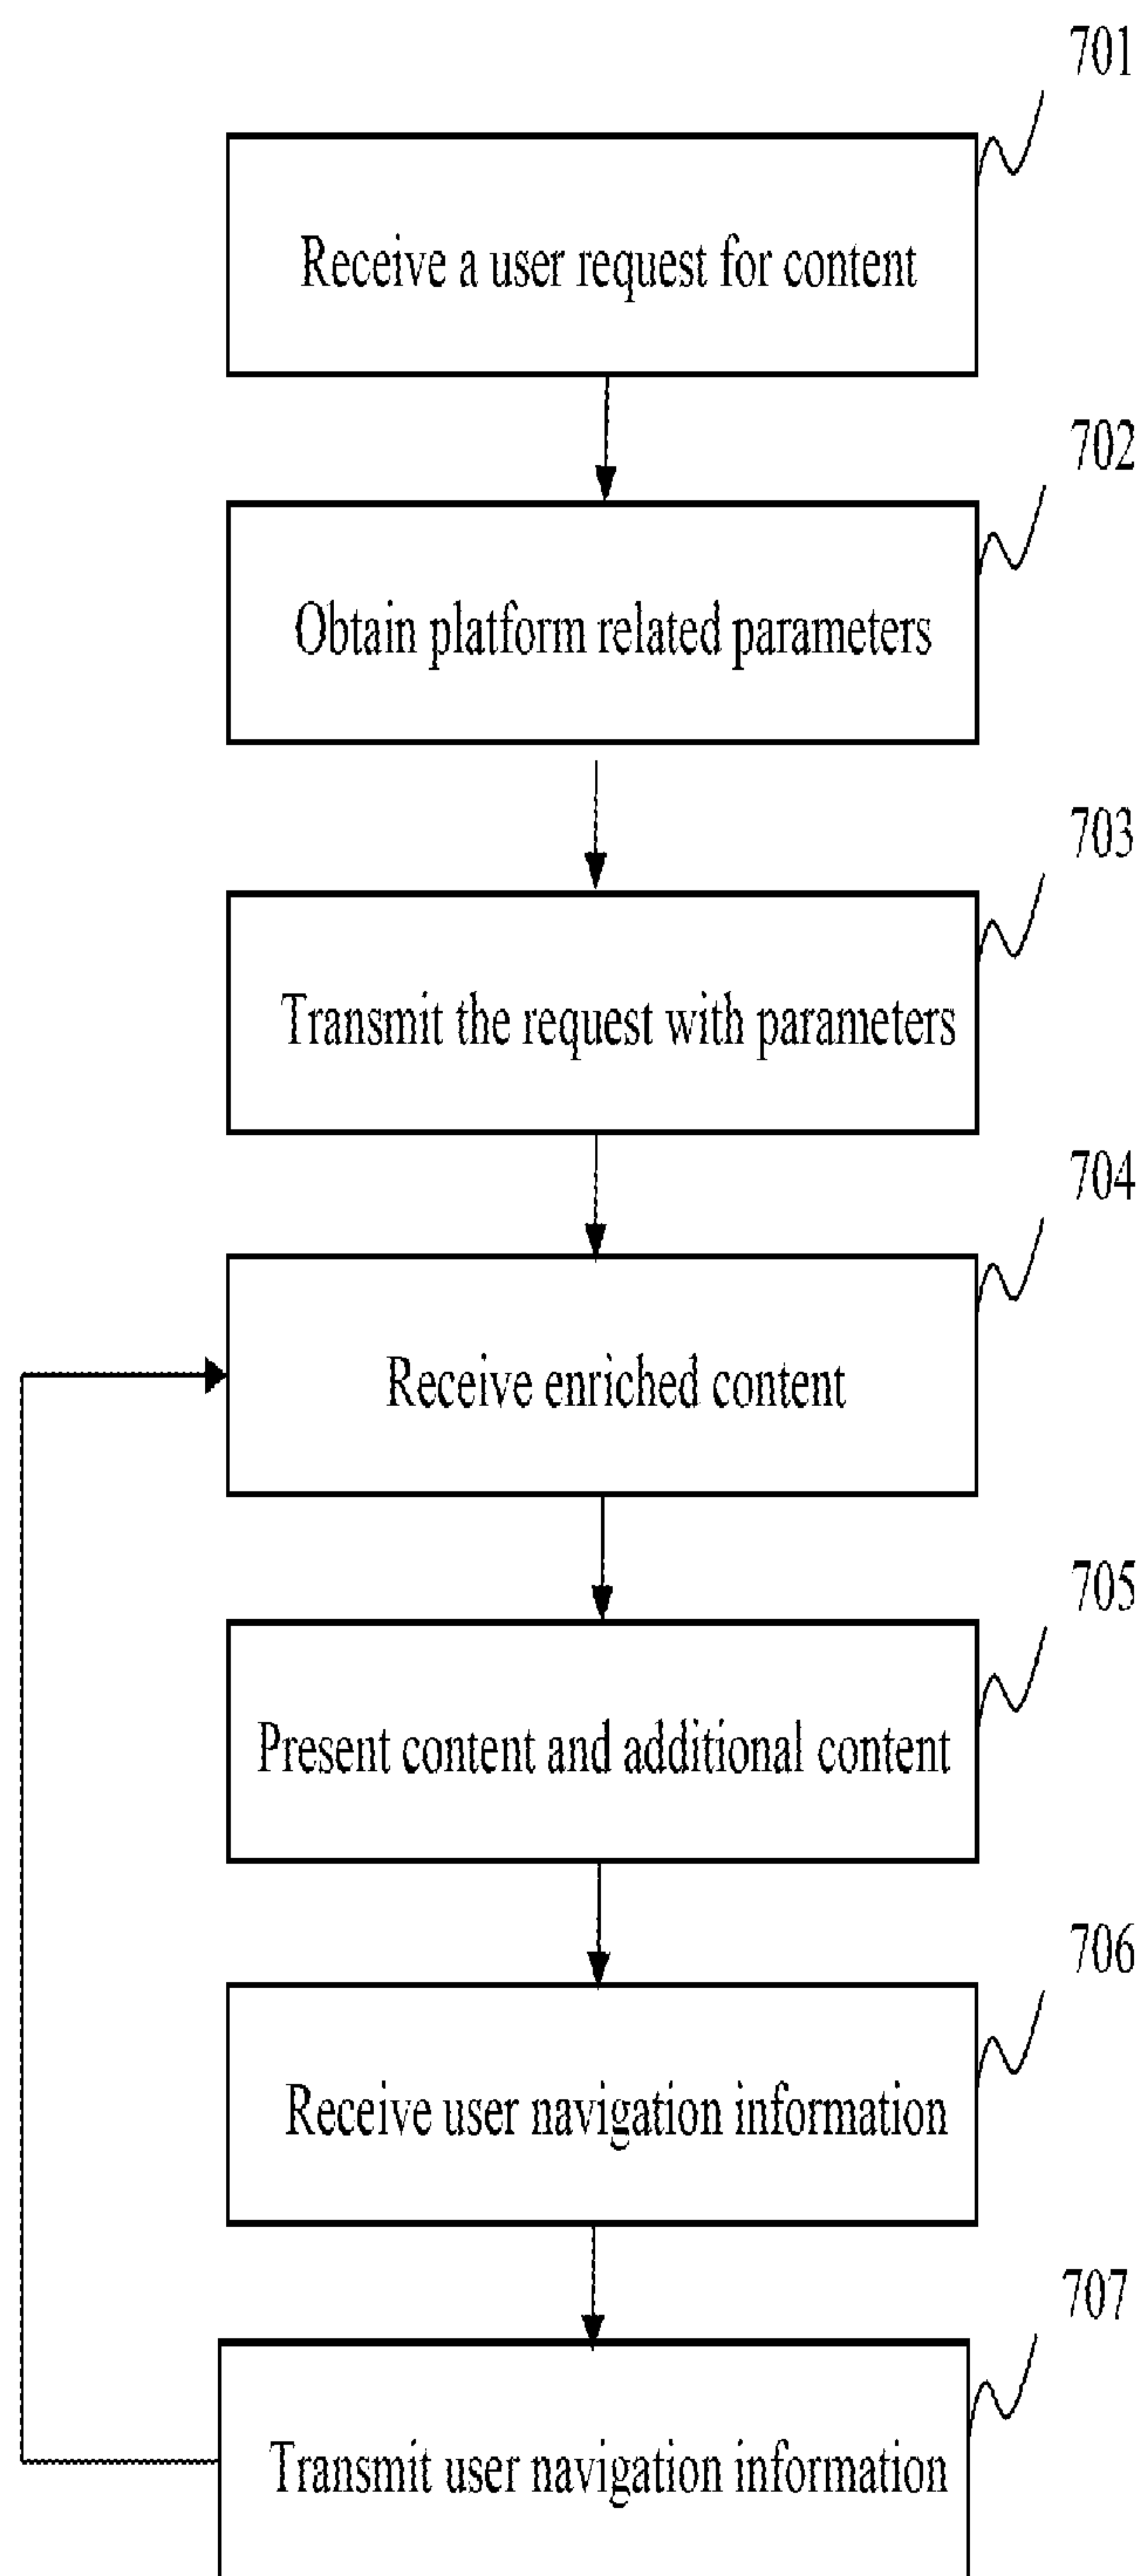 701
Receive a user request for content
702
Obtain platform related parameters
703
Transmit the request with parameters
704
Receive enriched content
705
Present content and additional content
706
Receive user navigation information
707
Transmit user navigation information